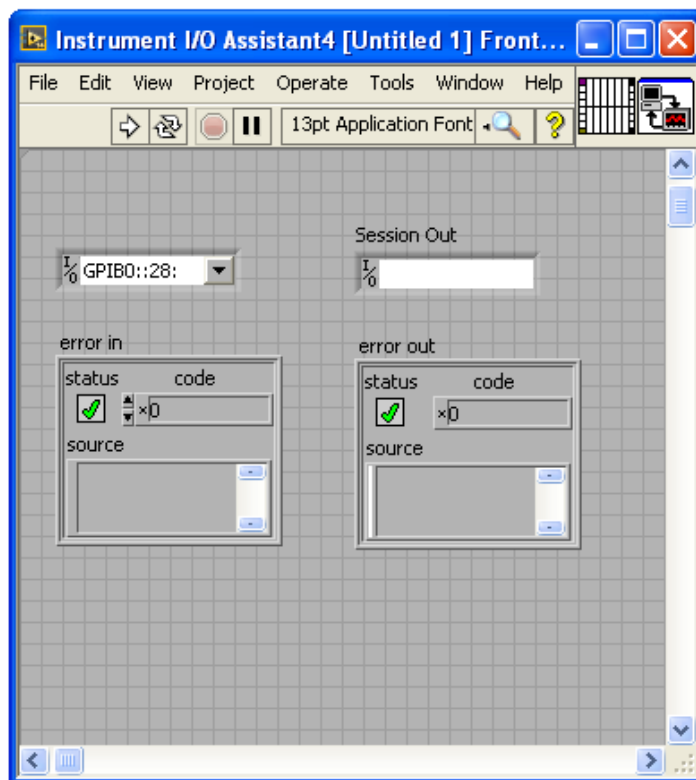 Instrument I/O Assistant4 [Untitled 1] Front...
File Edit View Project Operate Tools Window Help
13pt Application Font
Session Out
I/O GPIB0::28:
I/O
error in
error out
status code
status code
×0
×0
source
source